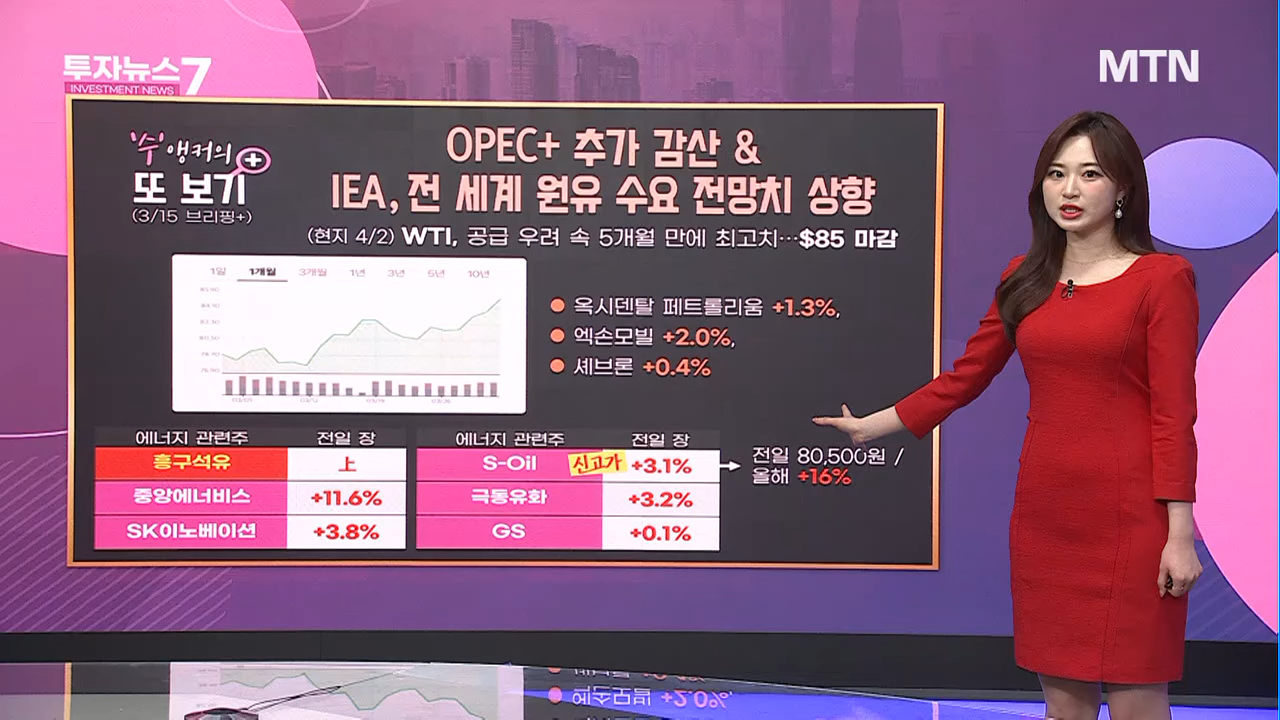 투자뉴스 7
INVESTMENT NEWS
MTN
'수' 앵커의
또 보기 +
(3/15 브리핑+)
OPEC+ 추가 감산 &
IEA, 전 세계 원유 수요 전망치 상향
(현지 4/2) WTI, 공급 우려 속 5개월 만에 최고치…$85 마감
1일 1개월 3개월 1년 3년 5년 10년
옥시덴탈 페트롤리움 +1.3%,
엑손모빌 +2.0%,
셰브론 +0.4%
에너지 관련주 전일 장
흥구석유 上
중앙에너비스 +11.6%
SK이노베이션 +3.8%
에너지 관련주 전일 장
S-Oil 신고가 +3.1%
극동유화 +3.2%
GS +0.1%
전일 80,500원 /
올해 +16%